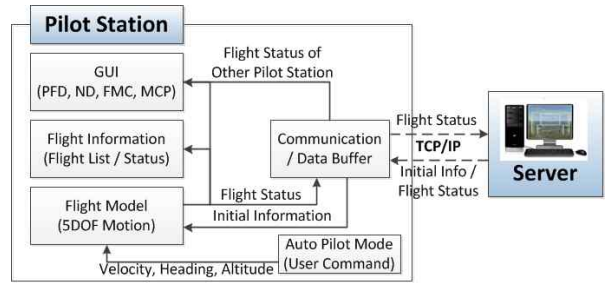 Pilot Station
GUI
(PFD, ND, FMC, MCP)
Flight Status of
Other Pilot Station
Flight Information
(Flight List / Status)
Communication
/ Data Buffer
Flight Status
TCP/IP
Initial Info /
Flight Status
Server
Flight Model
(5DOF Motion)
Flight Status
Initial Information
Auto Pilot Mode
(User Command)
Velocity, Heading, Altitude